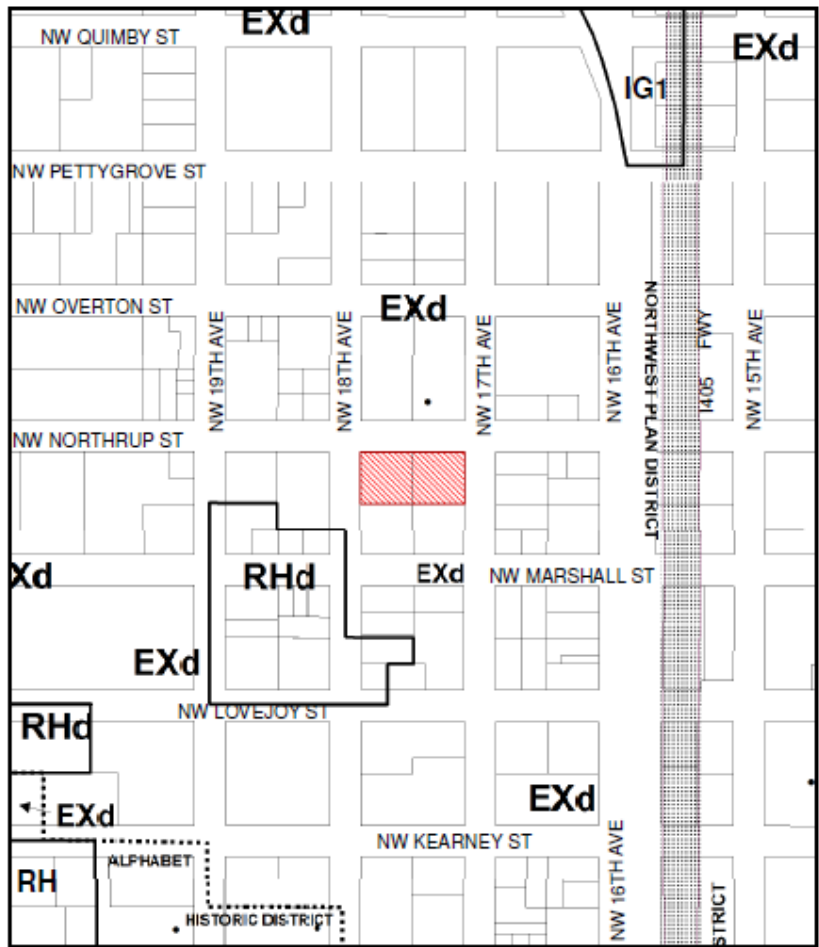 EXd
NW QUIMBY ST
EXd
IG1
NW PETTYGROVE ST
NW OVERTON ST
EXd
NW 19TH AVE
NW 18TH AVE
NW 17TH AVE
NW 16TH AVE
NORTHWEST PLAN DISTRICT
I405 FWY
NW 15TH AVE
NW NORTHRUP ST
Xd
RHd
EXd
NW MARSHALL ST
EXd
NW LOVEJOY ST
RHd
EXd
EXd
NW KEARNEY ST
ALPHABET
HISTORIC DISTRICT
RH
NW 16TH AVE
STRICT